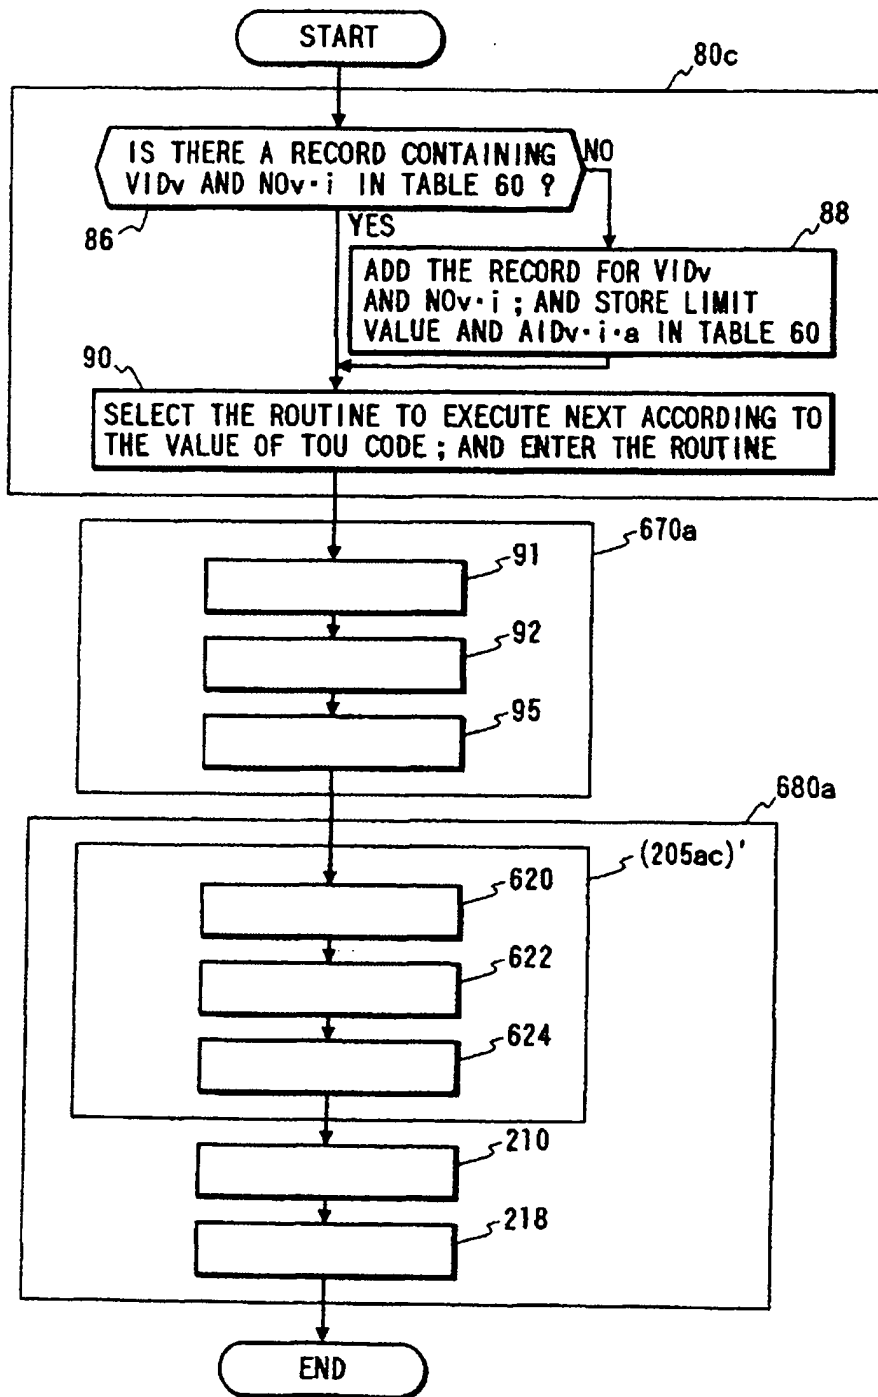 START
80c
IS THERE A RECORD CONTAINING
VIDv AND NOv·i IN TABLE 60 ?
NO
86
YES
88
ADD THE RECORD FOR VIDv
AND NOv·i ; AND STORE LIMIT
VALUE AND AIDv·i·a IN TABLE 60
90
SELECT THE ROUTINE TO EXECUTE NEXT ACCORDING TO
THE VALUE OF TOU CODE ; AND ENTER THE ROUTINE
670a
91
92
95
680a
(205ac)'
620
622
624
210
218
END